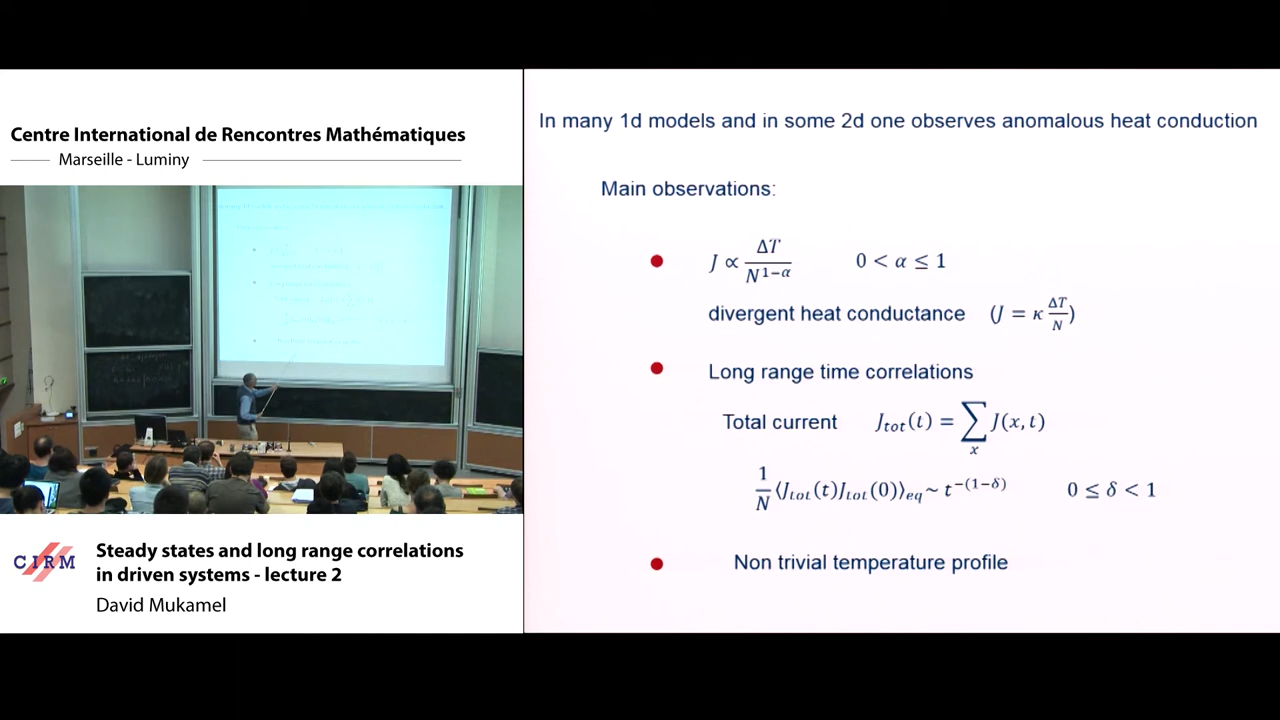 Centre International de Rencontres Mathématiques
Marseille - Luminy
CIRM
Steady states and long range correlations
in driven systems - lecture 2
David Mukamel
In many 1d models and in some 2d one observes anomalous heat conduction
Main observations:
J ∝ ΔT / N^{1-α}    0 < α ≤ 1
divergent heat conductance (J = κ ΔT/N)
Long range time correlations
Total current J_{tot}(t) = ∑_x J(x, t)
1/N ⟨J_{tot}(t)J_{tot}(0)⟩_{eq} ~ t^{-(1-δ)}    0 ≤ δ < 1
Non trivial temperature profile